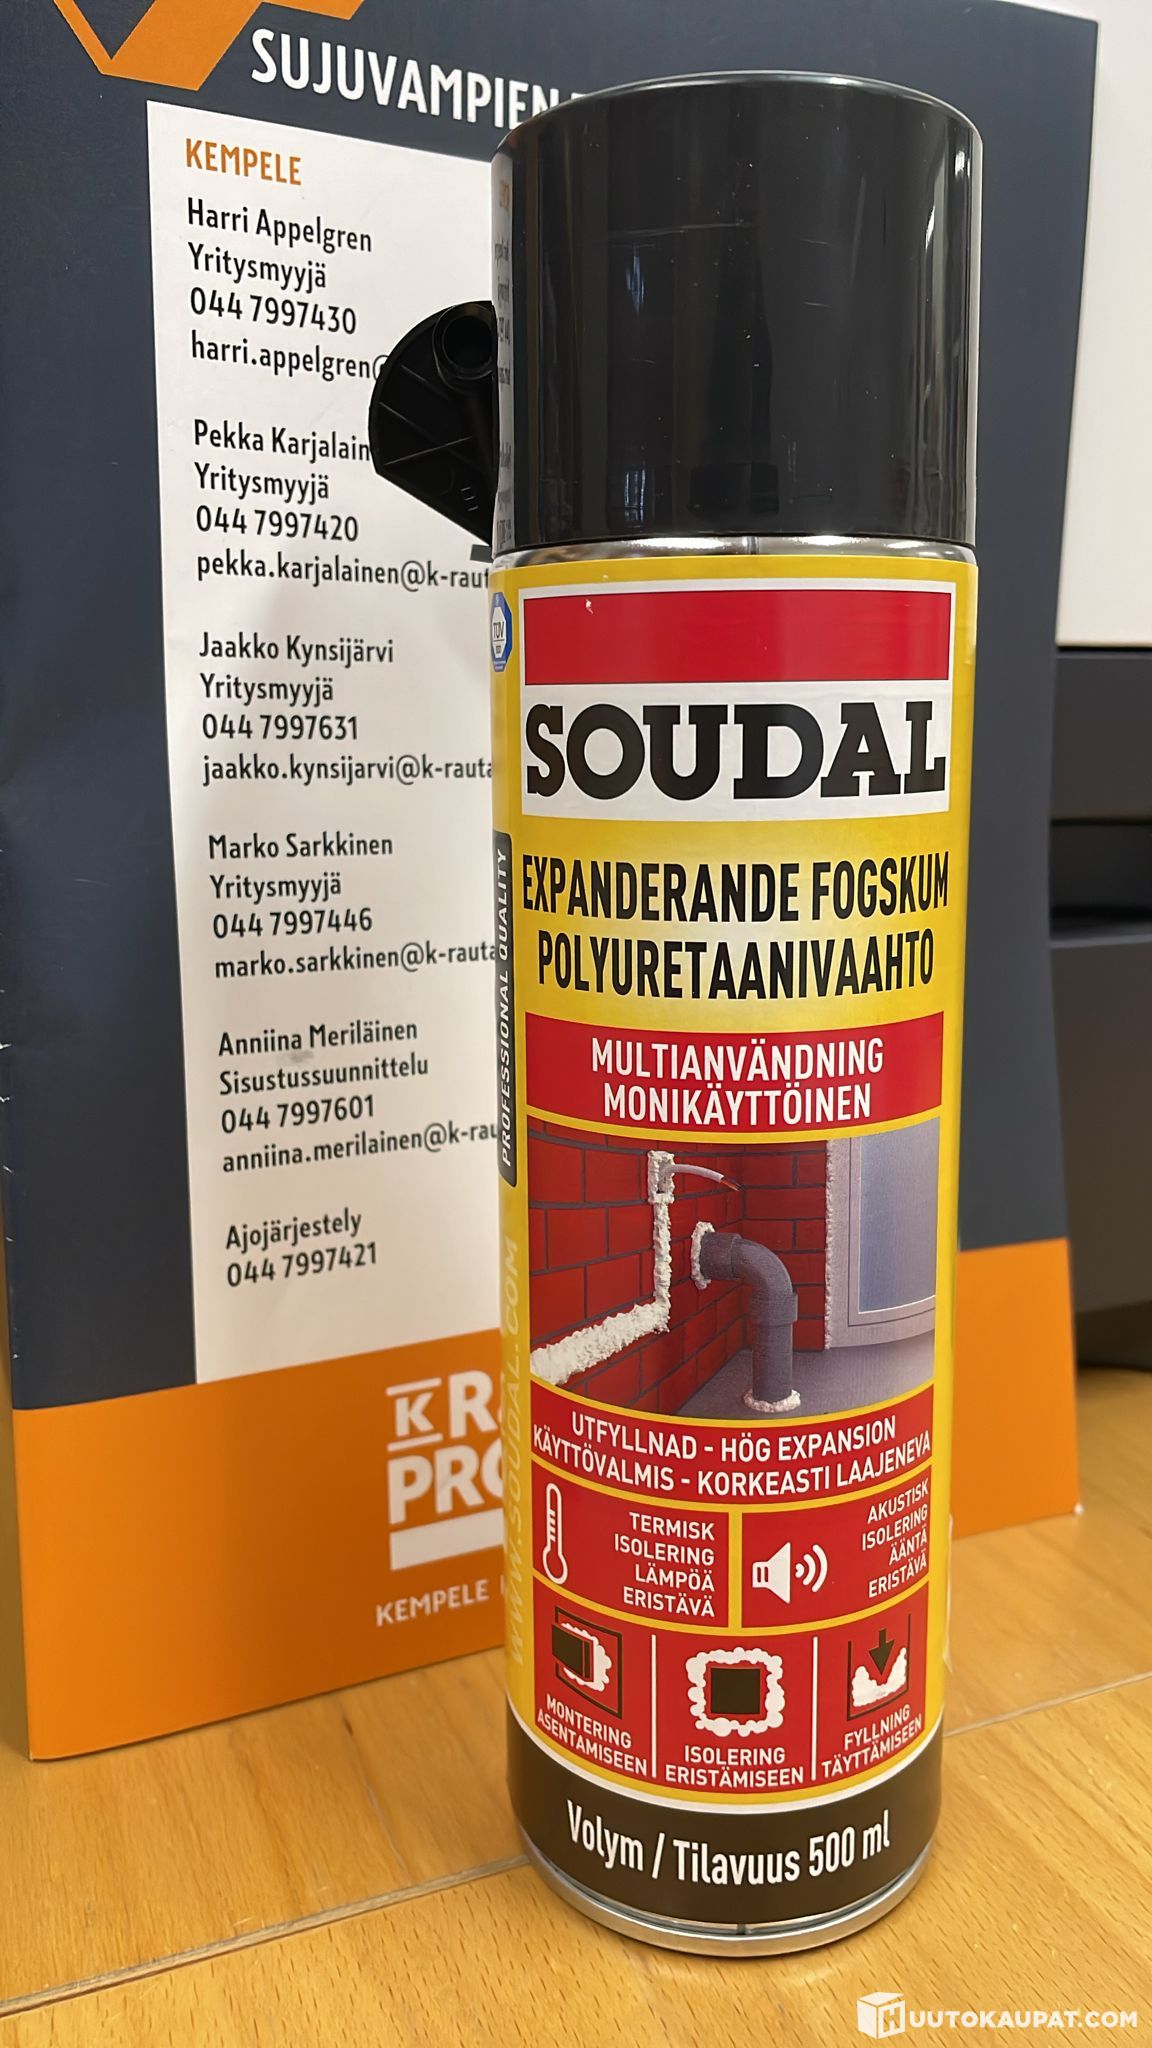 SUJUVAMPIEN
KEMPELE
Harri Appelgren
Yritysmyyjä
044 7997430
harri.appelgren@
Pekka Karjalain
Yritysmyyjä
044 7997420
pekka.karjalainen@k-raut
Jaakko Kynsijärvi
Yritysmyyjä
044 7997631
jaakko.kynsijarvi@k-rauta
Marko Sarkkinen
Yritysmyyjä
044 7997446
marko.sarkkinen@k-rauta
Anniina Meriläinen
Sisustussuunnittelu
044 7997601
anniina.merilainen@k-rau
Ajojärjestely
044 7997421
K RA
PRO
KEMPELE
TÜV
SOUDAL
PROFESSIONAL QUALITY
WWW.SOUDAL.COM
EXPANDERANDE FOGSKUM
POLYURETAANIVAAHTO
MULTIANVÄNDNING
MONIKÄYTTÖINEN
UTFYLLNAD - HÖG EXPANSION
KÄYTTÖVALMIS - KORKEASTI LAAJENEVA
TERMISK
ISOLERING
LÄMPÖÄ
ERISTÄVÄ
AKUSTISK
ISOLERING
ÄÄNTÄ
ERISTÄVÄ
MONTERING
ASENTAMISEEN
ISOLERING
ERISTÄMISEEN
FYLLNING
TÄYTTÄMISEEN
Volym / Tilavuus 500 ml
HUUTOKAUPAT.COM